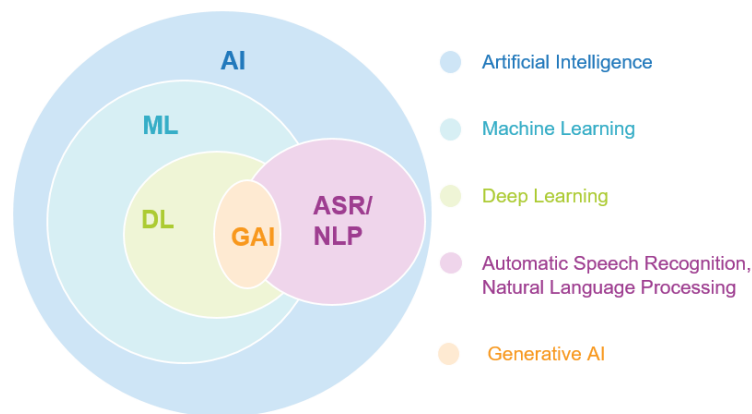 AI
ML
DL
GAI
ASR/
NLP
Artificial Intelligence
Machine Learning
Deep Learning
Automatic Speech Recognition,
Natural Language Processing
Generative AI